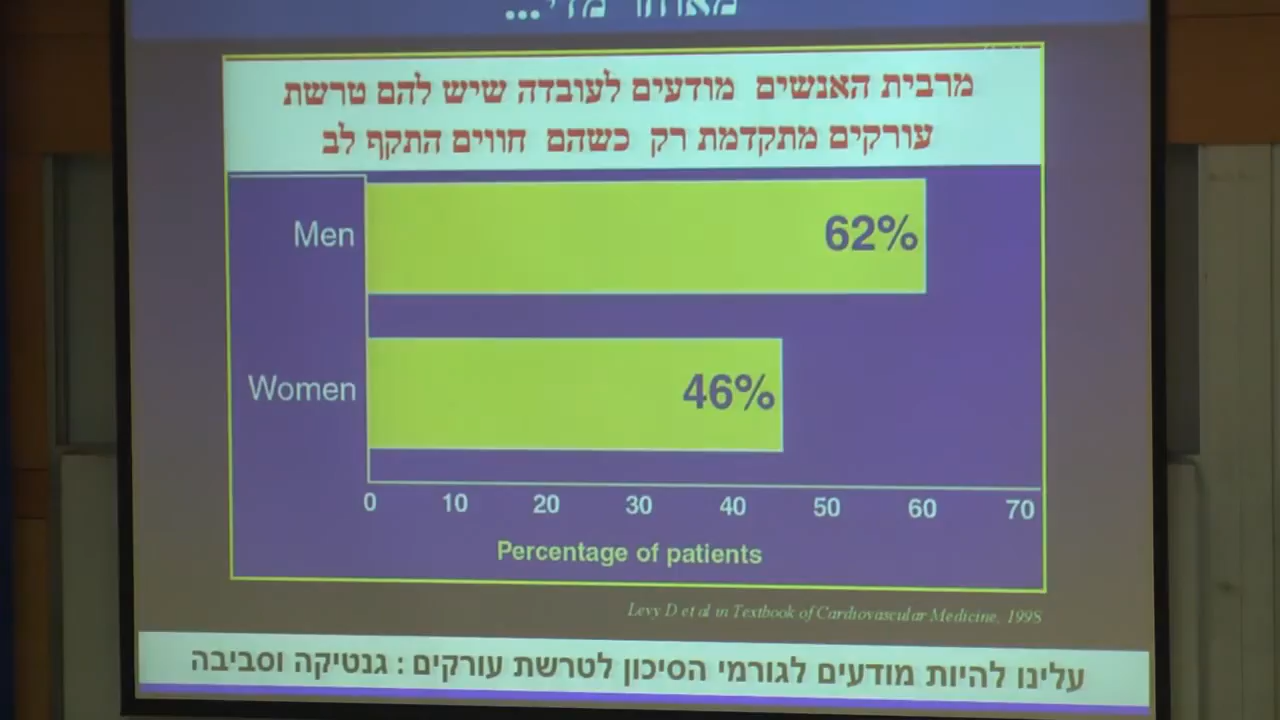 מאוחר מדי...
מרבית האנשים מודעים לעובדה שיש להם טרשת
עורקים מתקדמת רק כשהם חווים התקף לב
Men 62%
Women 46%
0 10 20 30 40 50 60 70
Percentage of patients
Levy D et al in Textbook of Cardiovascular Medicine, 1998
עלינו להיות מודעים לגורמי הסיכון לטרשת עורקים : גנטיקה וסביבה